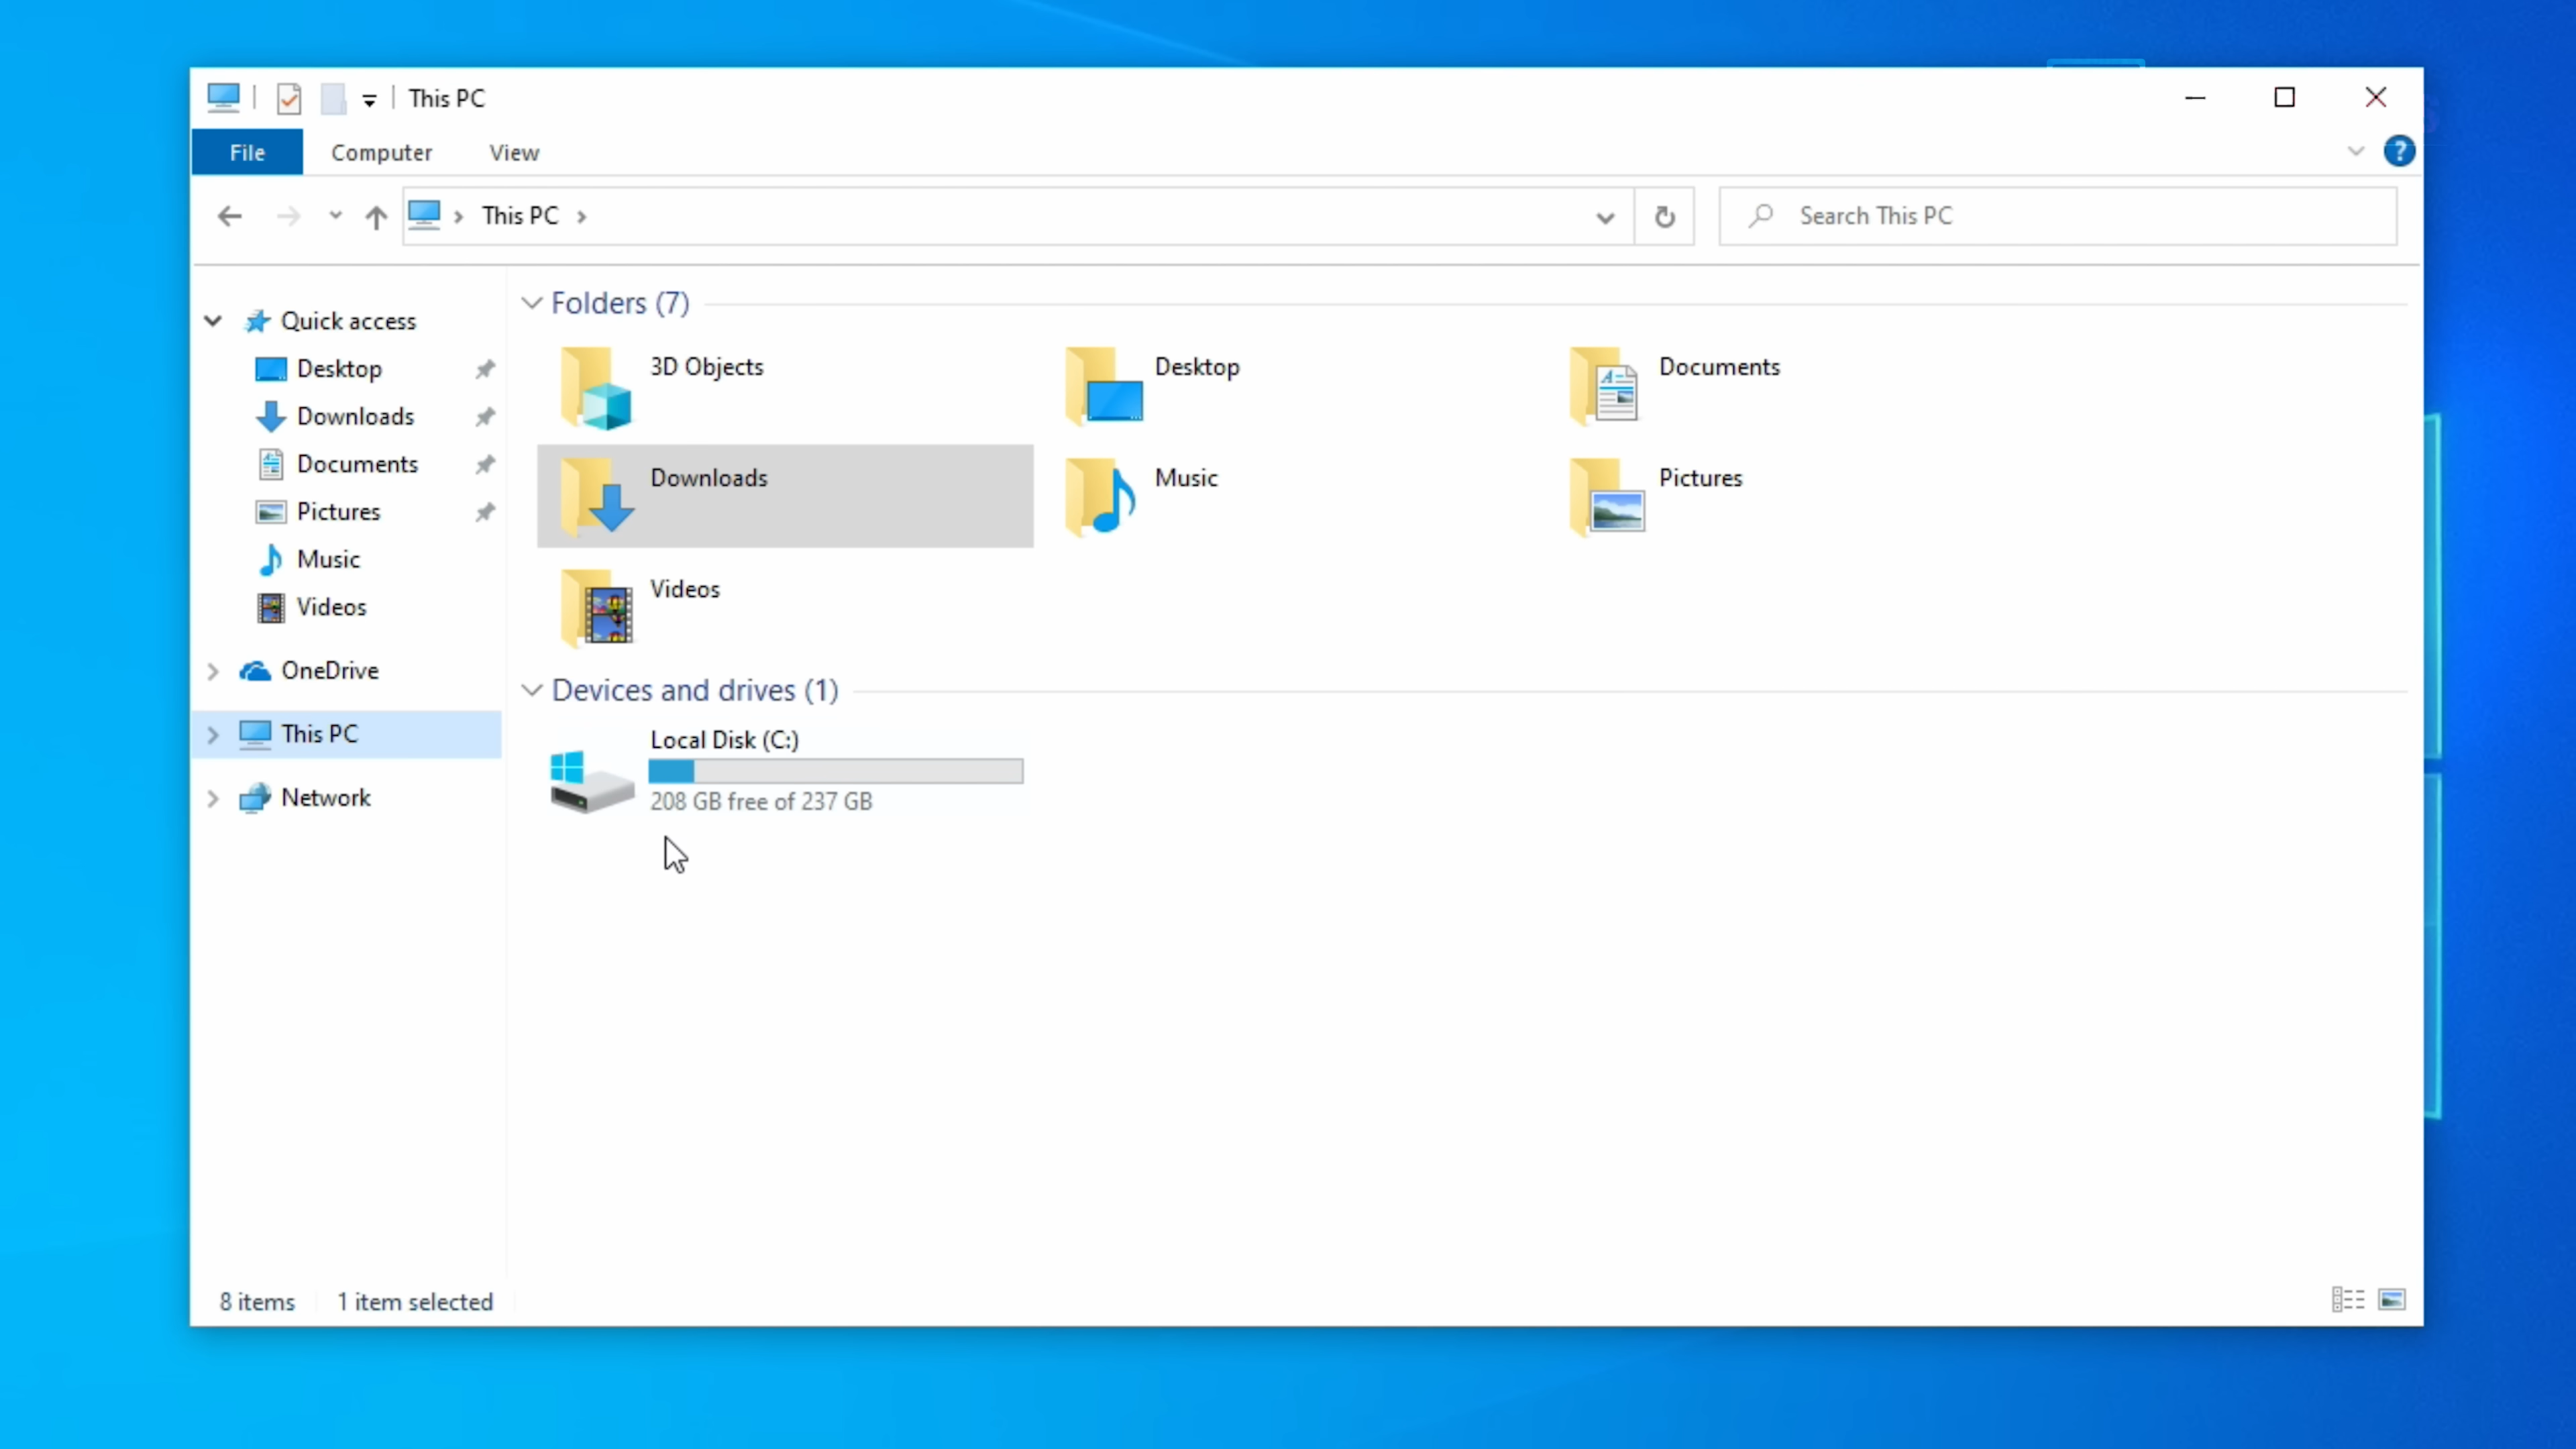 This PC
File Computer View
This PC
Search This PC
Quick access
Desktop
Downloads
Documents
Pictures
Music
Videos
OneDrive
This PC
Network
Folders (7)
3D Objects Desktop Documents
Downloads Music Pictures
Videos
Devices and drives (1)
Local Disk (C:)
208 GB free of 237 GB
8 items 1 item selected